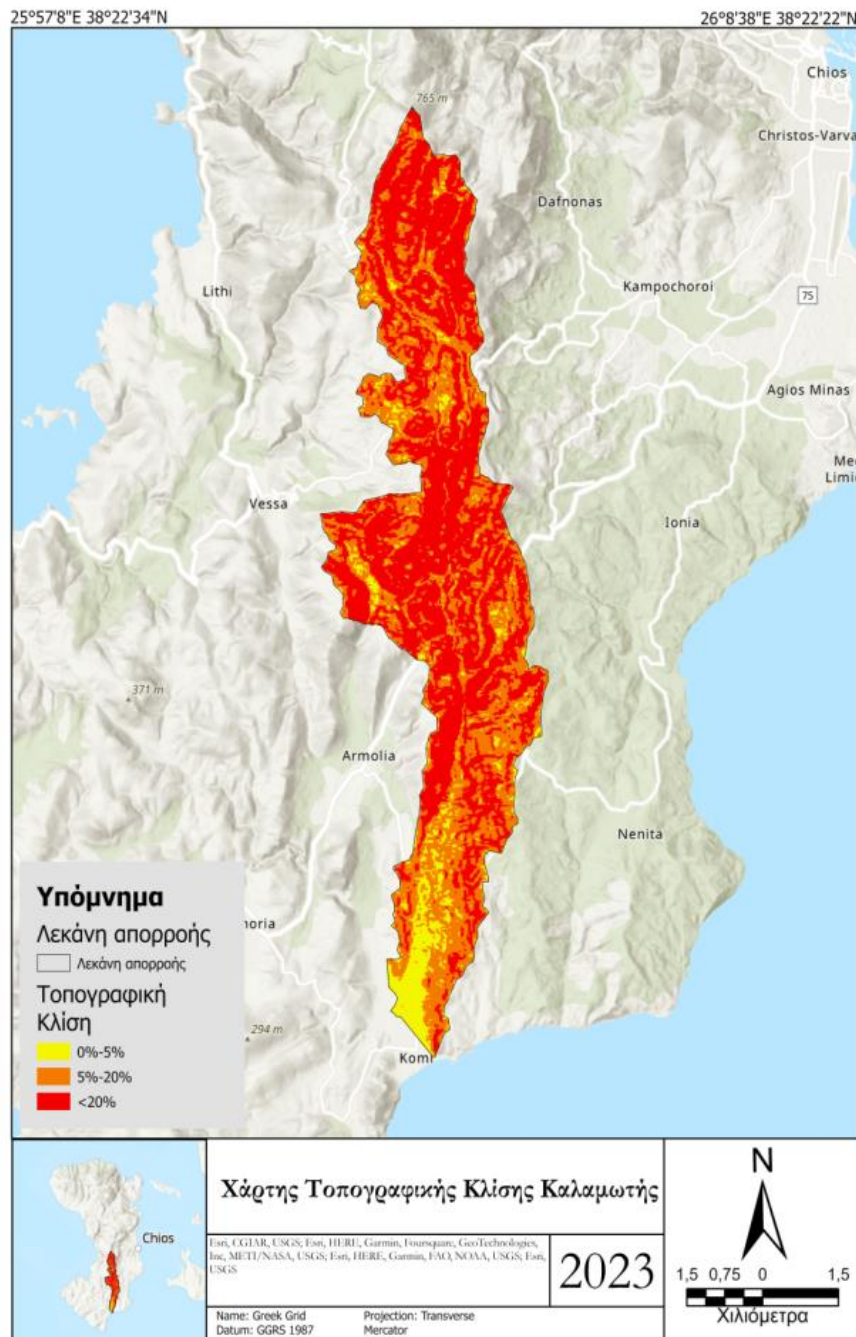 25°57'8"E 38°22'34"N
26°8'38"E 38°22'22"N
765 m
Chios
Christos-Varva
Dafnonas
Lithi
Kampochoroi
75
Agios Minas
Me
Limi
Vessa
Ionia
371 m
Armolia
Nenita
Υπόμνημα
Λεκάνη απορροής
Λεκάνη απορροής
Τοπογραφική
Κλίση
0%-5%
5%-20%
<20%
horia
294 m
Komi
Chios
Χάρτης Τοπογραφικής Κλίσης Καλαμωτής
Esri, CGIAR, USGS; Esri, HERE, Garmin, Foursquare, GeoTechnologies,
Inc, METI/NASA, USGS; Esri, HERE, Garmin, FAO, NOAA, USGS; Esri,
USGS
2023
Name: Greek Grid
Datum: GGRS 1987
Projection: Transverse
Mercator
N
1,5 0,75 0 1,5
Χιλιόμετρα